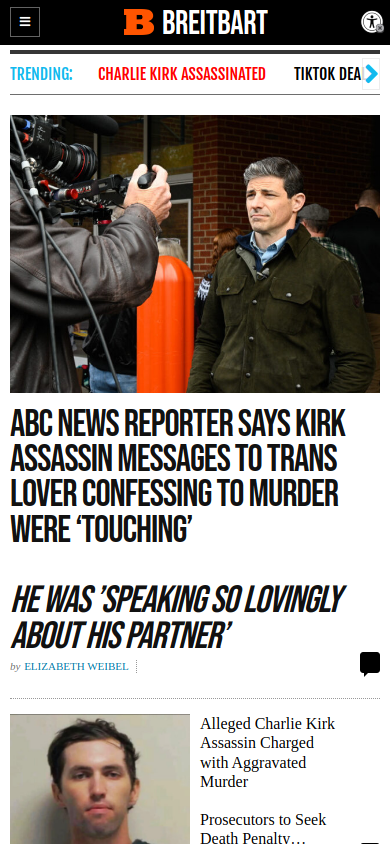 BREITBART
TRENDING:
CHARLIE KIRK ASSASSINATED
TIKTOK DEA
ABC NEWS REPORTER SAYS KIRK
ASSASSIN MESSAGES TO TRANS
LOVER CONFESSING TO MURDER
WERE ‘TOUCHING’
HE WAS ’SPEAKING SO LOVINGLY
ABOUT HIS PARTNER’
by ELIZABETH WEIBEL
Alleged Charlie Kirk
Assassin Charged
with Aggravated
Murder
Prosecutors to Seek
Death Penalty…